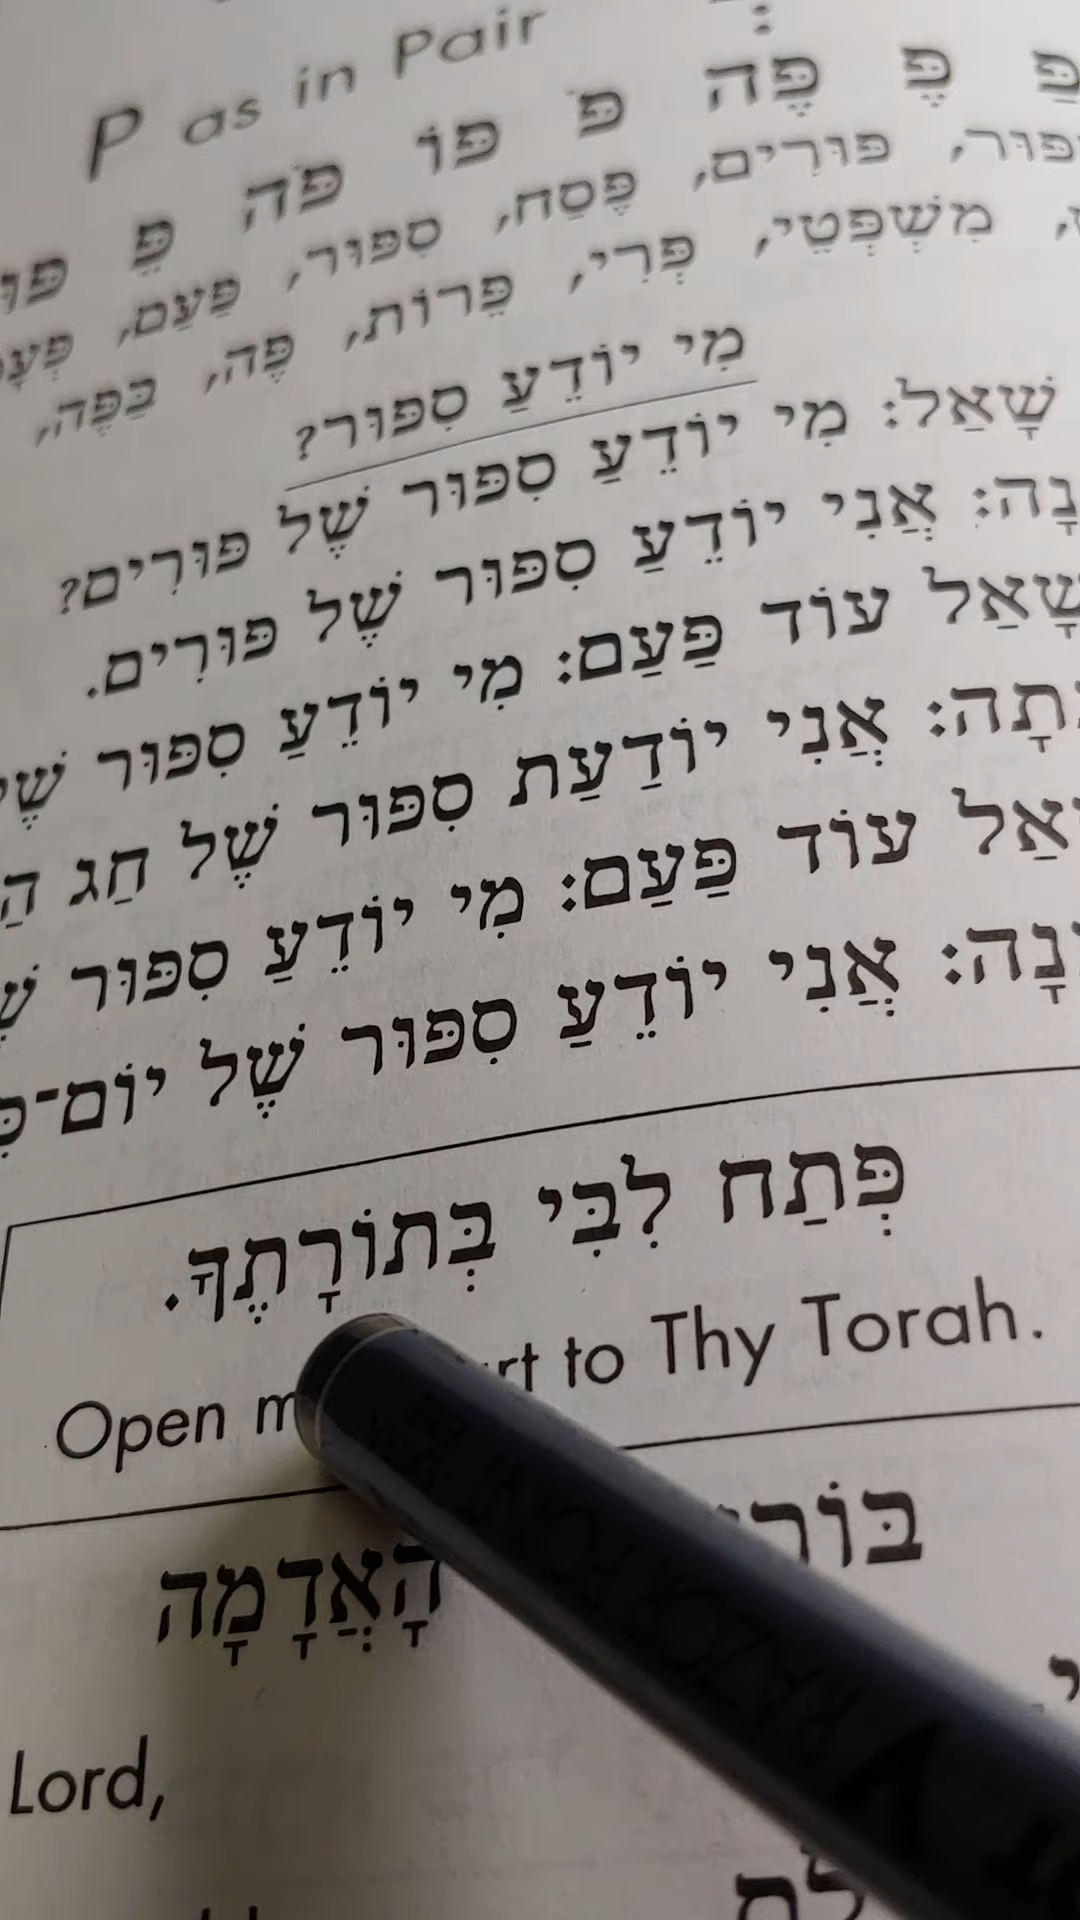 P as in Pair
פַּ פֶּ פֶּה פֹּ פּוֹ פֹּה פֵּ
פּוּרִים, פֶּסַח, סִפּוּר, פַּעַם,
מִשְׁפְּטֵי, פְּרִי, פֵּרוֹת, פֶּה, בַּפֶּה,
מִי יוֹדֵעַ סִפּוּר?
שָׁאַל: מִי יוֹדֵעַ סִפּוּר שֶׁל פּוּרִים?
אֲנִי יוֹדֵעַ סִפּוּר שֶׁל פּוּרִים.
שָׁאַל עוֹד פַּעַם: מִי יוֹדֵעַ סִפּוּר
אֲנִי יוֹדַעַת סִפּוּר שֶׁל חַג
עוֹד פַּעַם: מִי יוֹדֵעַ סִפּוּר
אֲנִי יוֹדֵעַ סִפּוּר שֶׁל יוֹם־
פְּתַח לִבִּי בְּתוֹרָתֶךָ.
Open to Thy Torah.
הָאֲדָמָה
Lord,